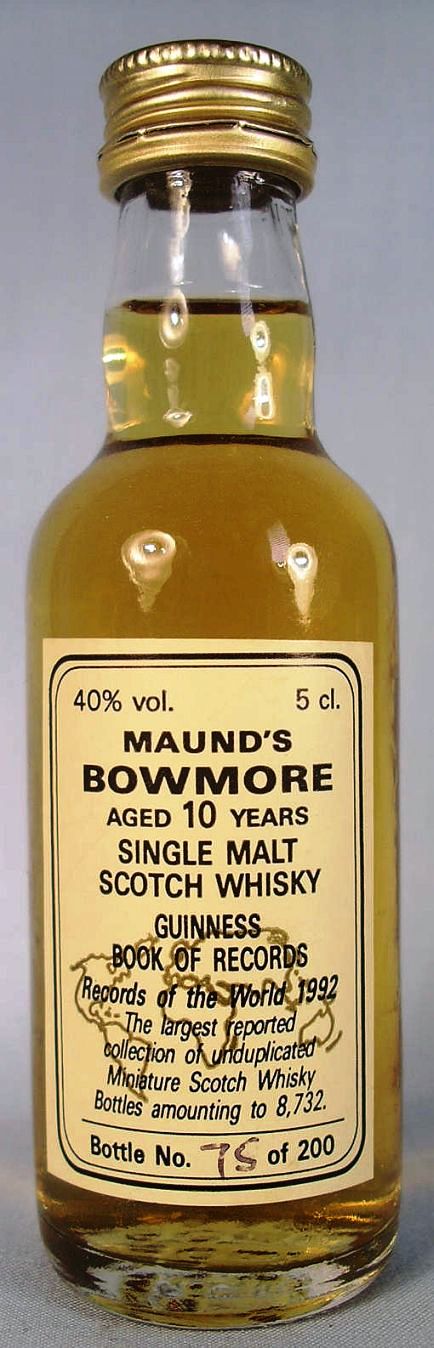 40% vol. 5 cl.
MAUND'S
BOWMORE
AGED 10 YEARS
SINGLE MALT
SCOTCH WHISKY
GUINNESS
BOOK OF RECORDS
Records of the World 1992
The largest reported
collection of unduplicated
Miniature Scotch Whisky
Bottles amounting to 8,732.
Bottle No. 75 of 200